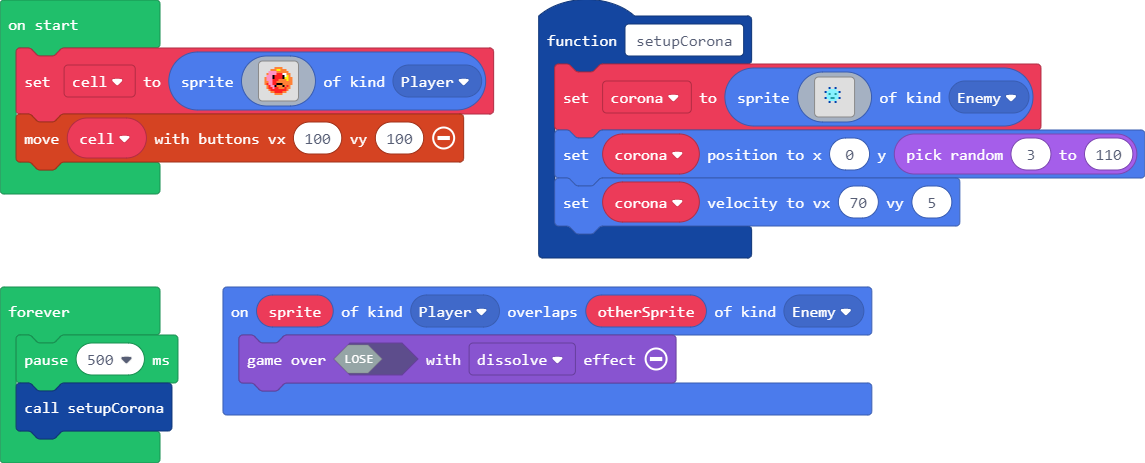 on start
set cell to sprite of kind Player
move cell with buttons vx 100 vy 100
function setupCorona
set corona to sprite of kind Enemy
set corona position to x 0 y pick random 3 to 110
set corona velocity to vx 70 vy 5
forever
pause 500 ms
call setupCorona
on sprite of kind Player overlaps otherSprite of kind Enemy
game over LOSE with dissolve effect